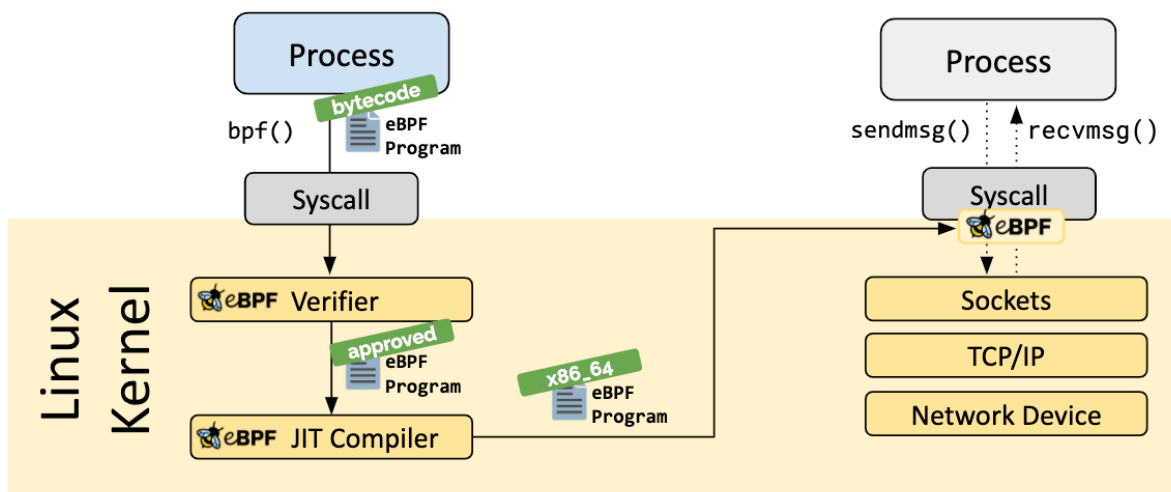 Process
bytecode
bpf()
eBPF
Program
Syscall
Linux
Kernel
eBPF Verifier
approved
eBPF
Program
eBPF JIT Compiler
x86_64
eBPF
Program
Process
sendmsg()
recvmsg()
Syscall
eBPF
Sockets
TCP/IP
Network Device